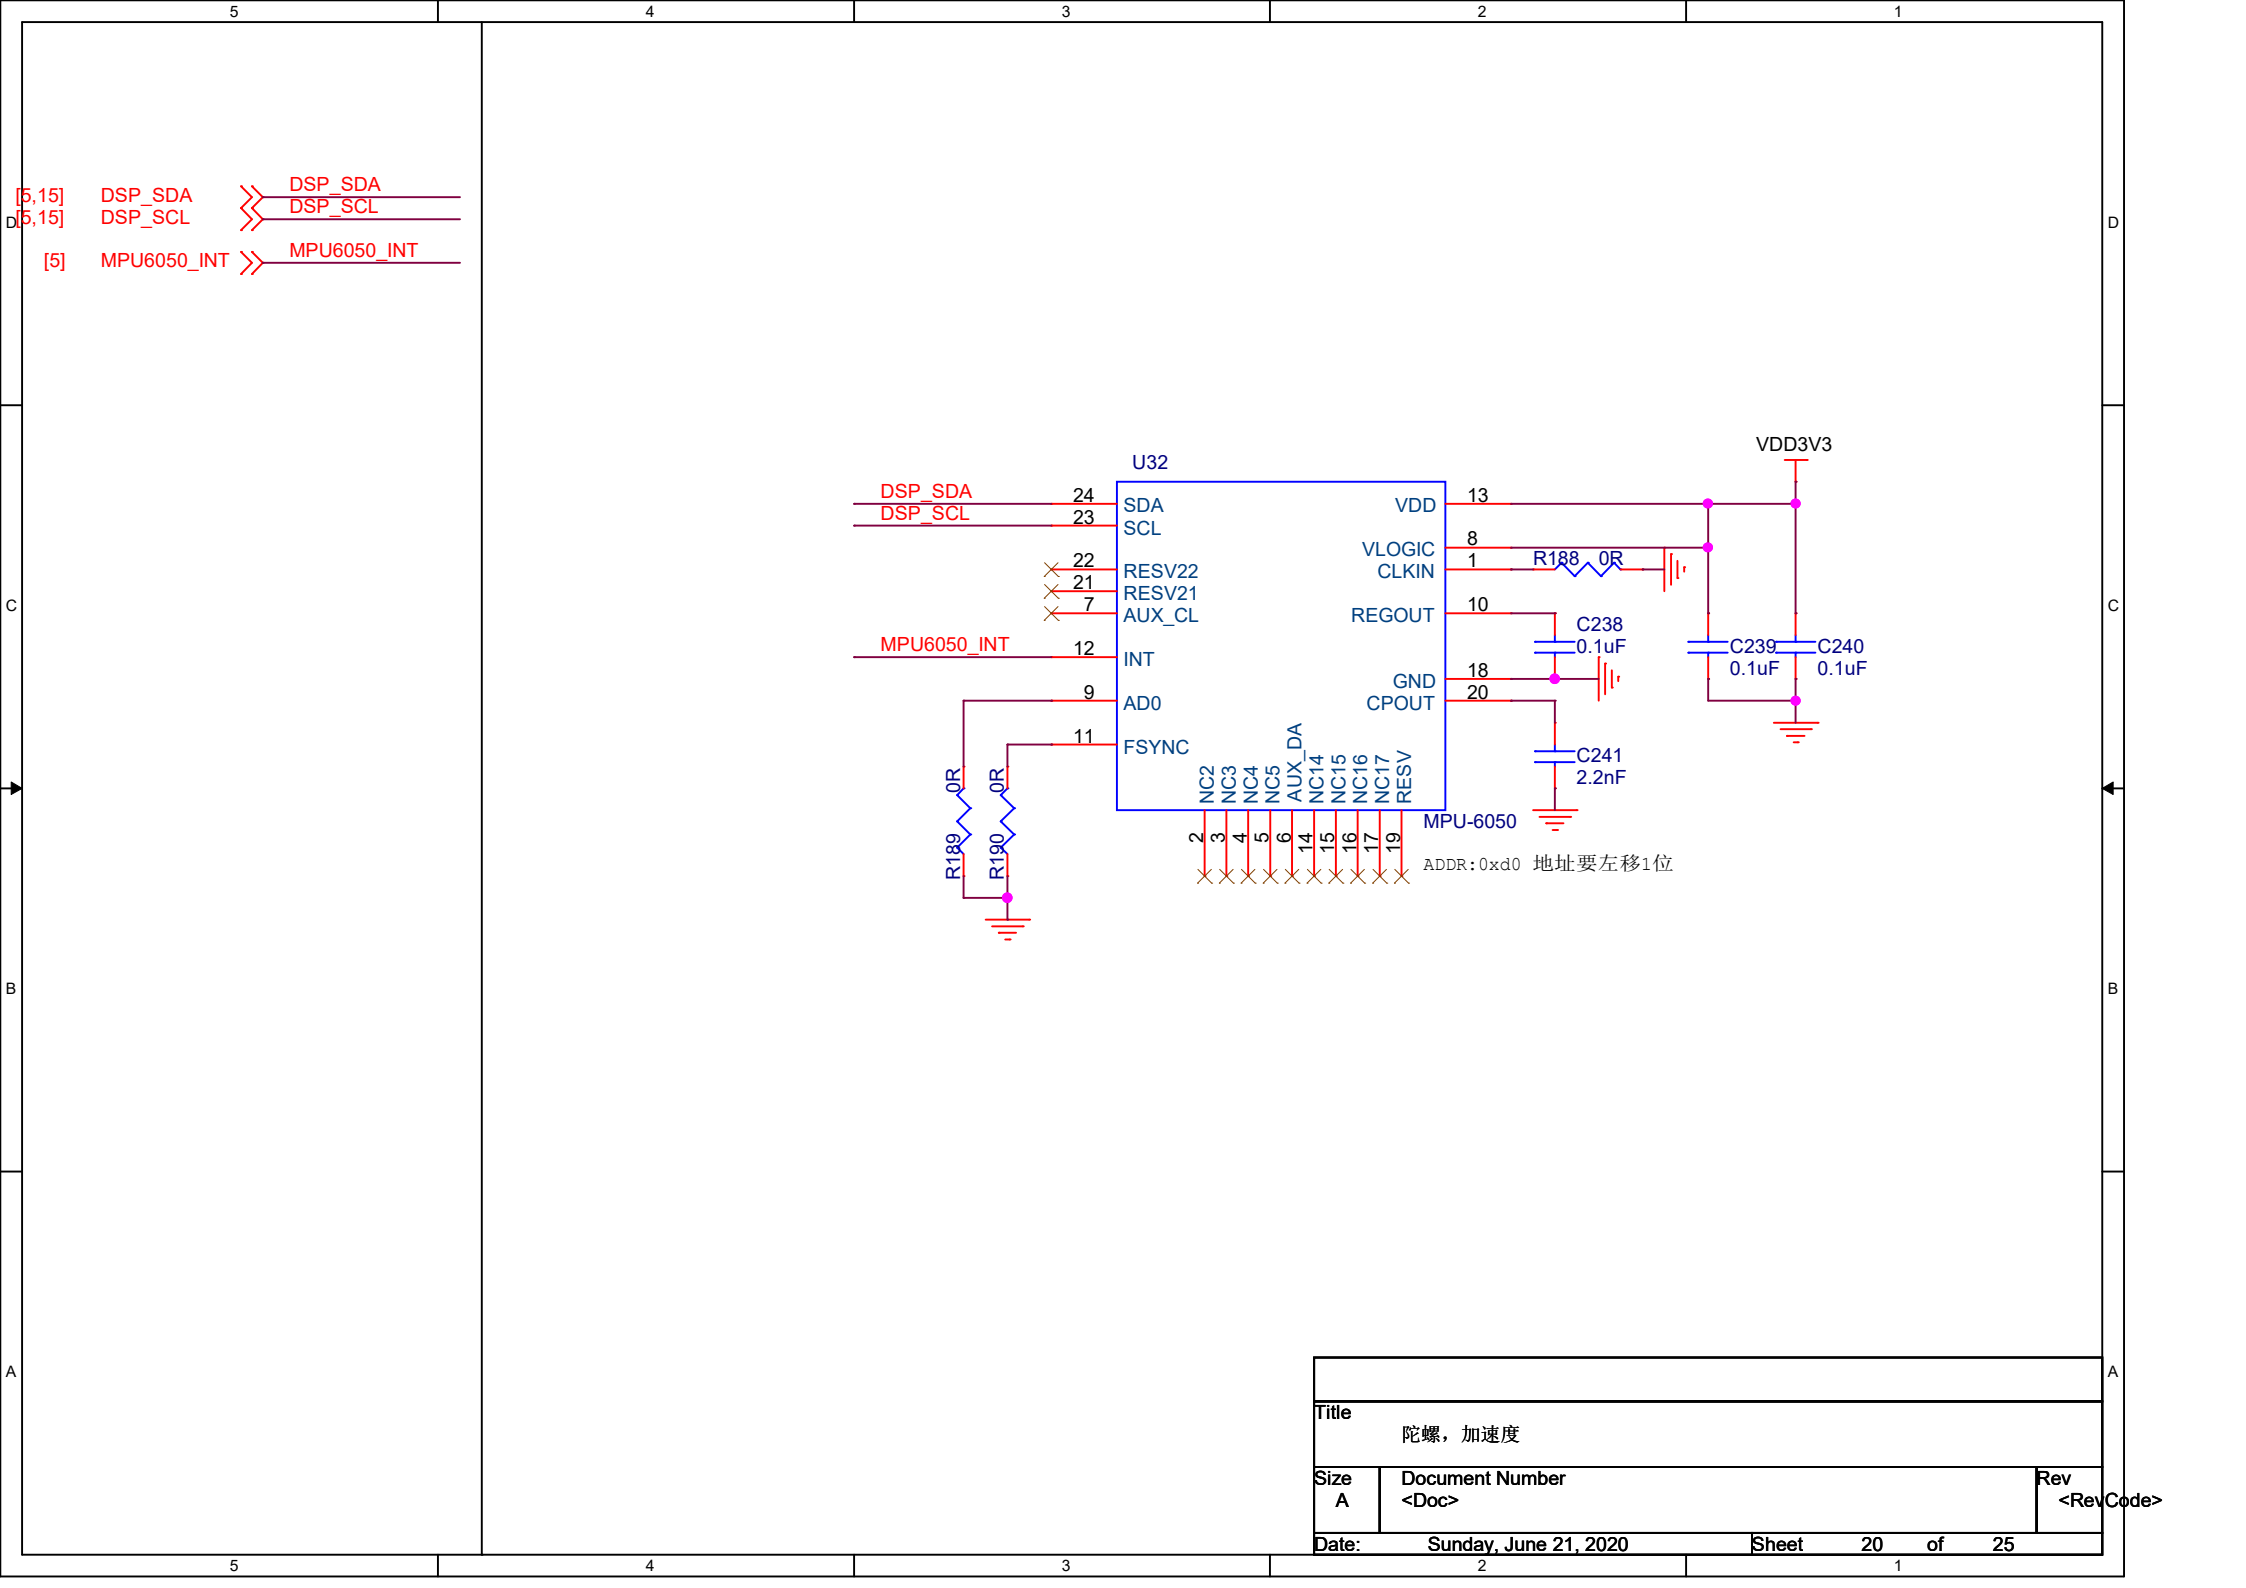 5 4 3 2 1
[5,15] DSP_SDA DSP_SDA
[5,15] DSP_SCL DSP_SCL
D D
[5] MPU6050_INT MPU6050_INT
VDD3V3
U32
DSP_SDA 24 SDA
DSP_SCL 23 SCL
22 RESV22
21 RESV21
7 AUX_CL
MPU6050_INT 12 INT
9 AD0
11 FSYNC
VDD 13
VLOGIC 8
CLKIN 1 R188 0R
REGOUT 10
GND 18
CPOUT 20
C238
0.1uF
C239
0.1uF
C240
0.1uF
C241
2.2nF
C C
R189 0R
R190 0R
NC2 NC3 NC4 NC5 AUX_DA NC14 NC15 NC16 NC17 RESV
2 3 4 5 6 14 15 16 17 19
MPU-6050
ADDR:0xd0 地址要左移1位
B B
A A
Title
陀螺，加速度
Size Document Number Rev
A <Doc> <RevCode>
Date: Sunday, June 21, 2020 Sheet 20 of 25
5 4 3 2 1